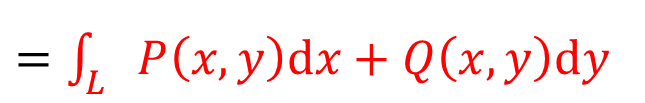 = ∫_L P(x, y)dx + Q(x, y)dy